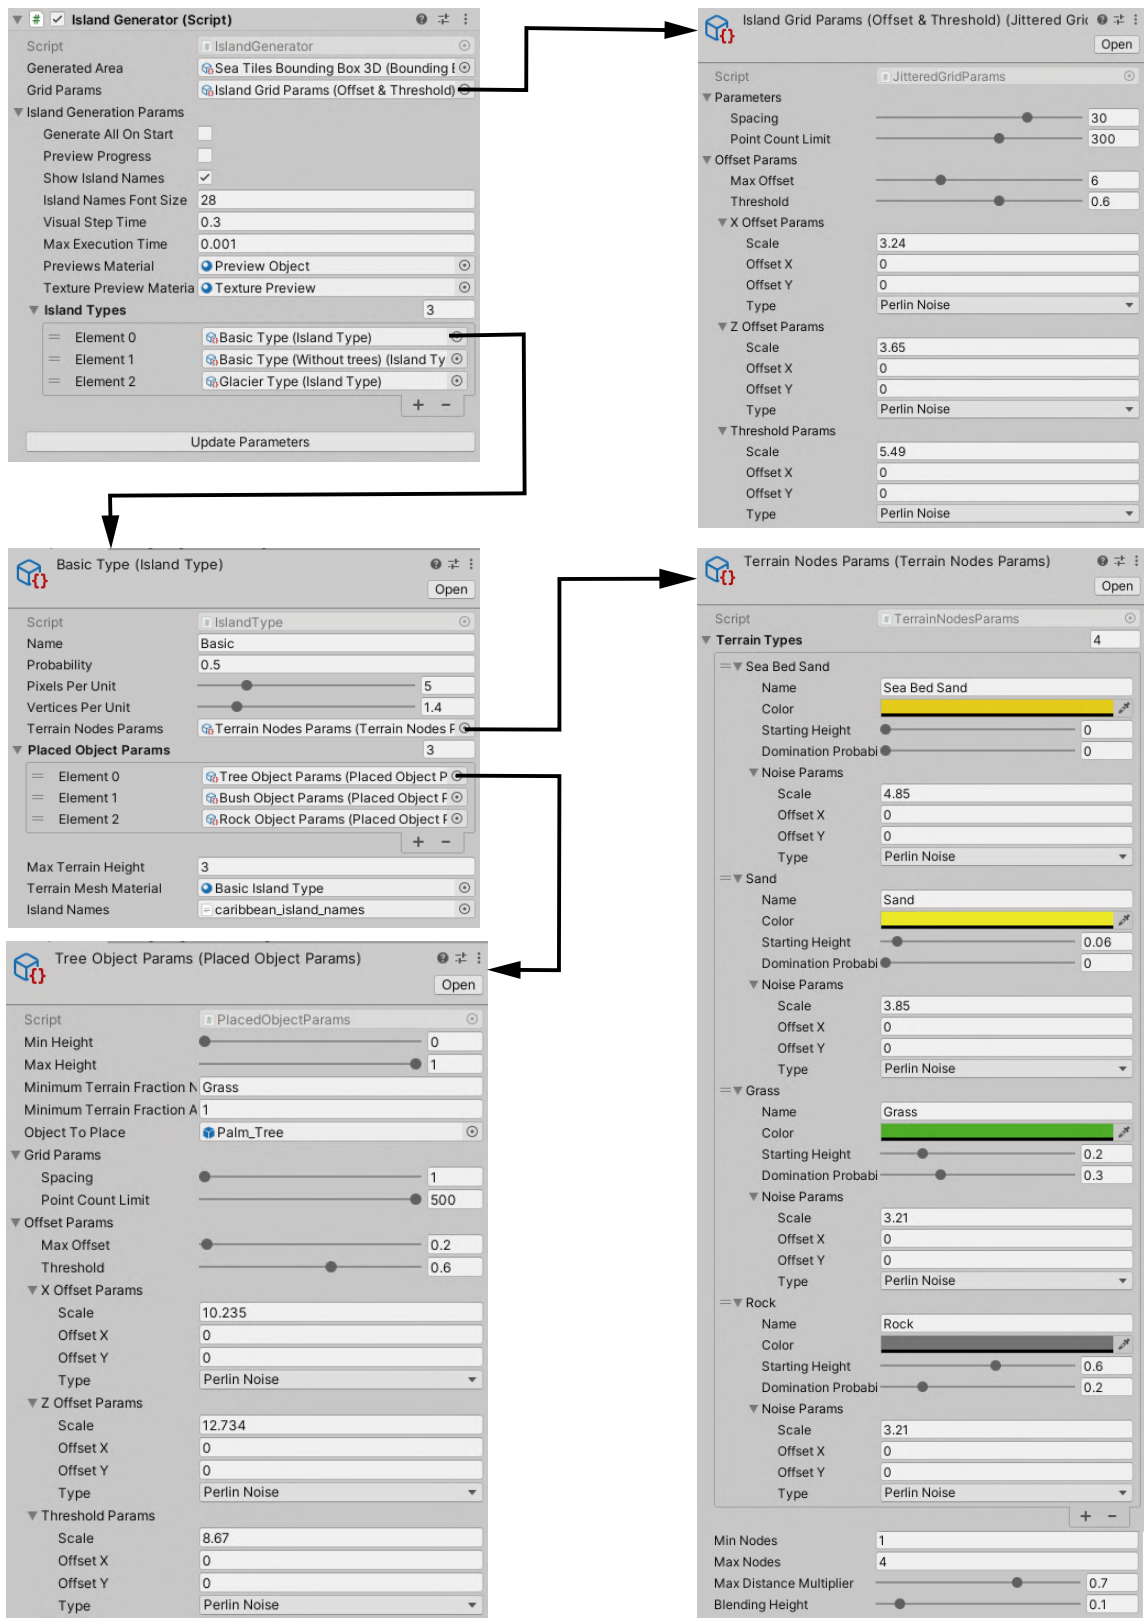 Island Generator (Script)
Script IslandGenerator
Generated Area Sea Tiles Bounding Box 3D (Bounding
Grid Params Island Grid Params (Offset & Threshold)
Island Generation Params
Generate All On Start
Preview Progress
Show Island Names
Island Names Font Size 28
Visual Step Time 0.3
Max Execution Time 0.001
Previews Material Preview Object
Texture Preview Materia Texture Preview
Island Types 3
Element 0 Basic Type (Island Type)
Element 1 Basic Type (Without trees) (Island Ty
Element 2 Glacier Type (Island Type)
+ -
Update Parameters
Island Grid Params (Offset & Threshold) (Jittered Gri
Open
Script JitteredGridParams
Parameters
Spacing 30
Point Count Limit 300
Offset Params
Max Offset 6
Threshold 0.6
X Offset Params
Scale 3.24
Offset X 0
Offset Y 0
Type Perlin Noise
Z Offset Params
Scale 3.65
Offset X 0
Offset Y 0
Type Perlin Noise
Threshold Params
Scale 5.49
Offset X 0
Offset Y 0
Type Perlin Noise
Basic Type (Island Type)
Open
Script IslandType
Name Basic
Probability 0.5
Pixels Per Unit 5
Vertices Per Unit 1.4
Terrain Nodes Params Terrain Nodes Params (Terrain Nodes P
Placed Object Params 3
Element 0 Tree Object Params (Placed Object P
Element 1 Bush Object Params (Placed Object P
Element 2 Rock Object Params (Placed Object P
+ -
Max Terrain Height 3
Terrain Mesh Material Basic Island Type
Island Names caribbean_island_names
Tree Object Params (Placed Object Params)
Open
Script PlacedObjectParams
Min Height 0
Max Height 1
Minimum Terrain Fraction N Grass
Minimum Terrain Fraction A 1
Object To Place Palm_Tree
Grid Params
Spacing 1
Point Count Limit 500
Offset Params
Max Offset 0.2
Threshold 0.6
X Offset Params
Scale 10.235
Offset X 0
Offset Y 0
Type Perlin Noise
Z Offset Params
Scale 12.734
Offset X 0
Offset Y 0
Type Perlin Noise
Threshold Params
Scale 8.67
Offset X 0
Offset Y 0
Type Perlin Noise
Terrain Nodes Params (Terrain Nodes Params)
Open
Script TerrainNodesParams
Terrain Types 4
Sea Bed Sand
Name Sea Bed Sand
Color
Starting Height 0
Domination Probabi 0
Noise Params
Scale 4.85
Offset X 0
Offset Y 0
Type Perlin Noise
Sand
Name Sand
Color
Starting Height 0.06
Domination Probabi 0
Noise Params
Scale 3.85
Offset X 0
Offset Y 0
Type Perlin Noise
Grass
Name Grass
Color
Starting Height 0.2
Domination Probabi 0.3
Noise Params
Scale 3.21
Offset X 0
Offset Y 0
Type Perlin Noise
Rock
Name Rock
Color
Starting Height 0.6
Domination Probabi 0.2
Noise Params
Scale 3.21
Offset X 0
Offset Y 0
Type Perlin Noise
+ -
Min Nodes 1
Max Nodes 4
Max Distance Multiplier 0.7
Blending Height 0.1